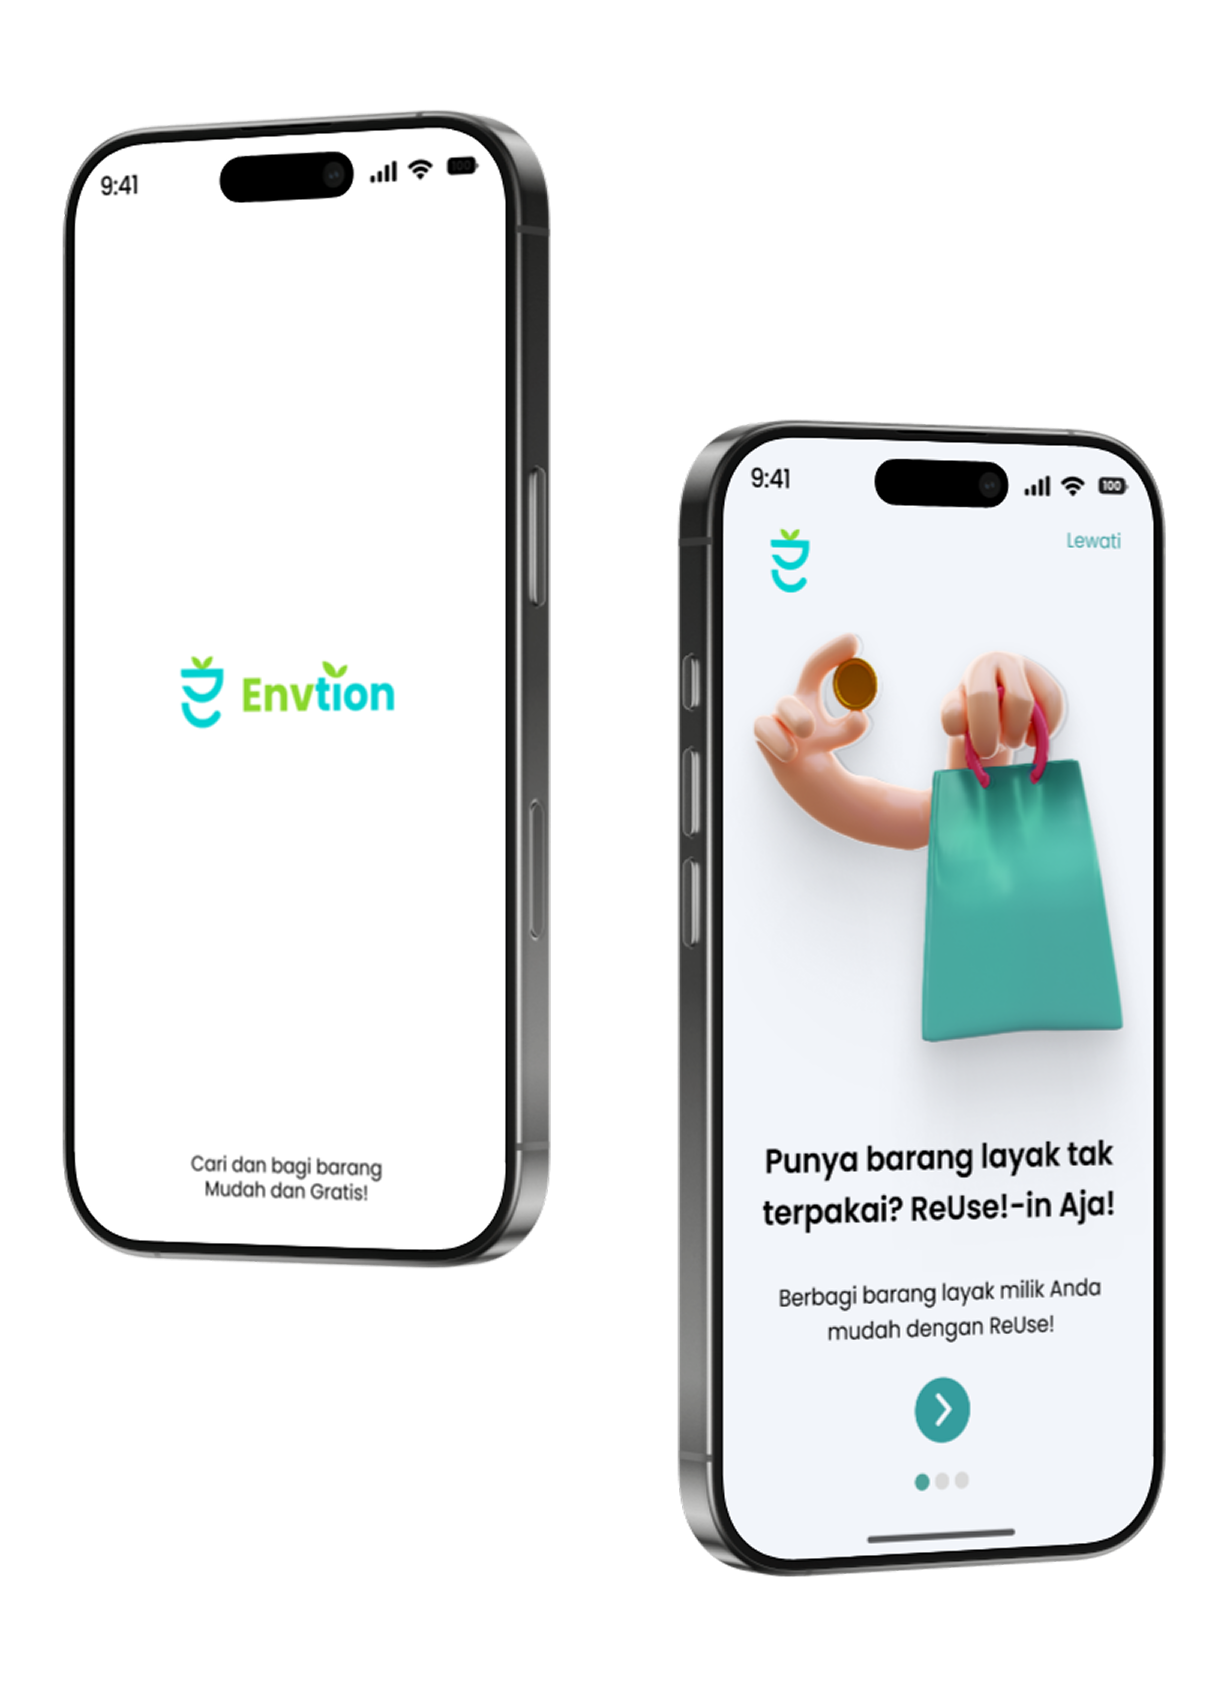 9:41
100
Envtion
Cari dan bagi barang
Mudah dan Gratis!
9:41
100
Lewati
Punya barang layak tak
terpakai? ReUse!-in Aja!
Berbagi barang layak milik Anda
mudah dengan ReUse!